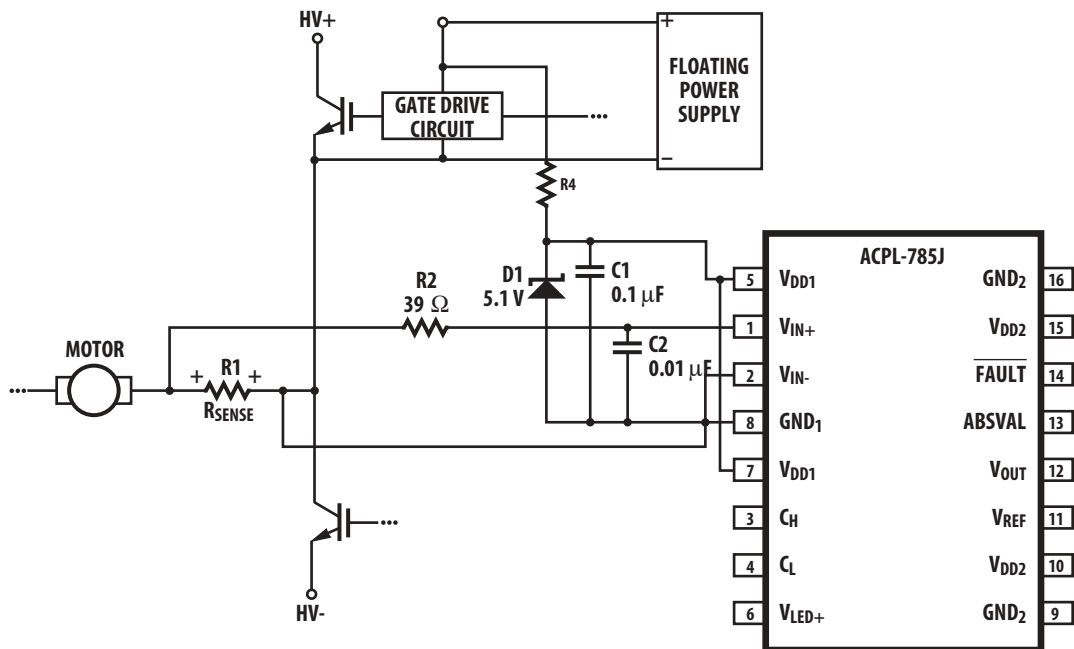 HV+
+
FLOATING
POWER
SUPPLY
GATE DRIVE
CIRCUIT
•••
−
R4
ACPL-785J
D1
5.1 V
C1
0.1 μF
R2
39 Ω
C2
0.01 μF
MOTOR
•••
+ R1 +
RSENSE
•••
HV-
5 VDD1
1 VIN+
2 VIN-
8 GND1
7 VDD1
3 CH
4 CL
6 VLED+
GND2 16
VDD2 15
FAULT 14
ABSVAL 13
VOUT 12
VREF 11
VDD2 10
GND2 9